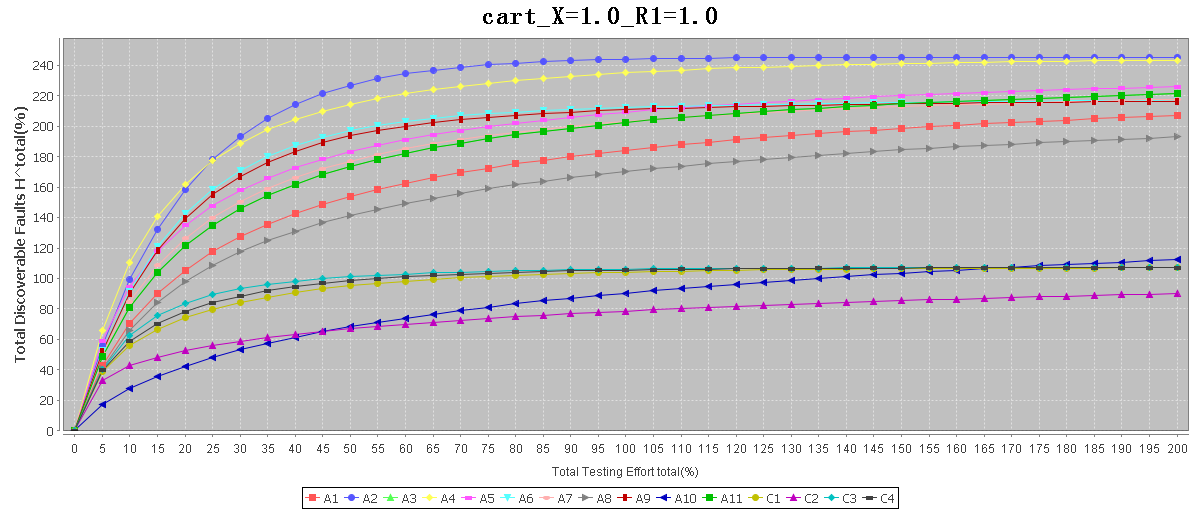 cart_X=1.0_R1=1.0
Total Discoverable Faults H^total(%)
240
220
200
180
160
140
120
100
80
60
40
20
0
0 5 10 15 20 25 30 35 40 45 50 55 60 65 70 75 80 85 90 95 100 105 110 115 120 125 130 135 140 145 150 155 160 165 170 175 180 185 190 195 200
Total Testing Effort total(%)
A1 A2 A3 A4 A5 A6 A7 A8 A9 A10 A11 C1 C2 C3 C4